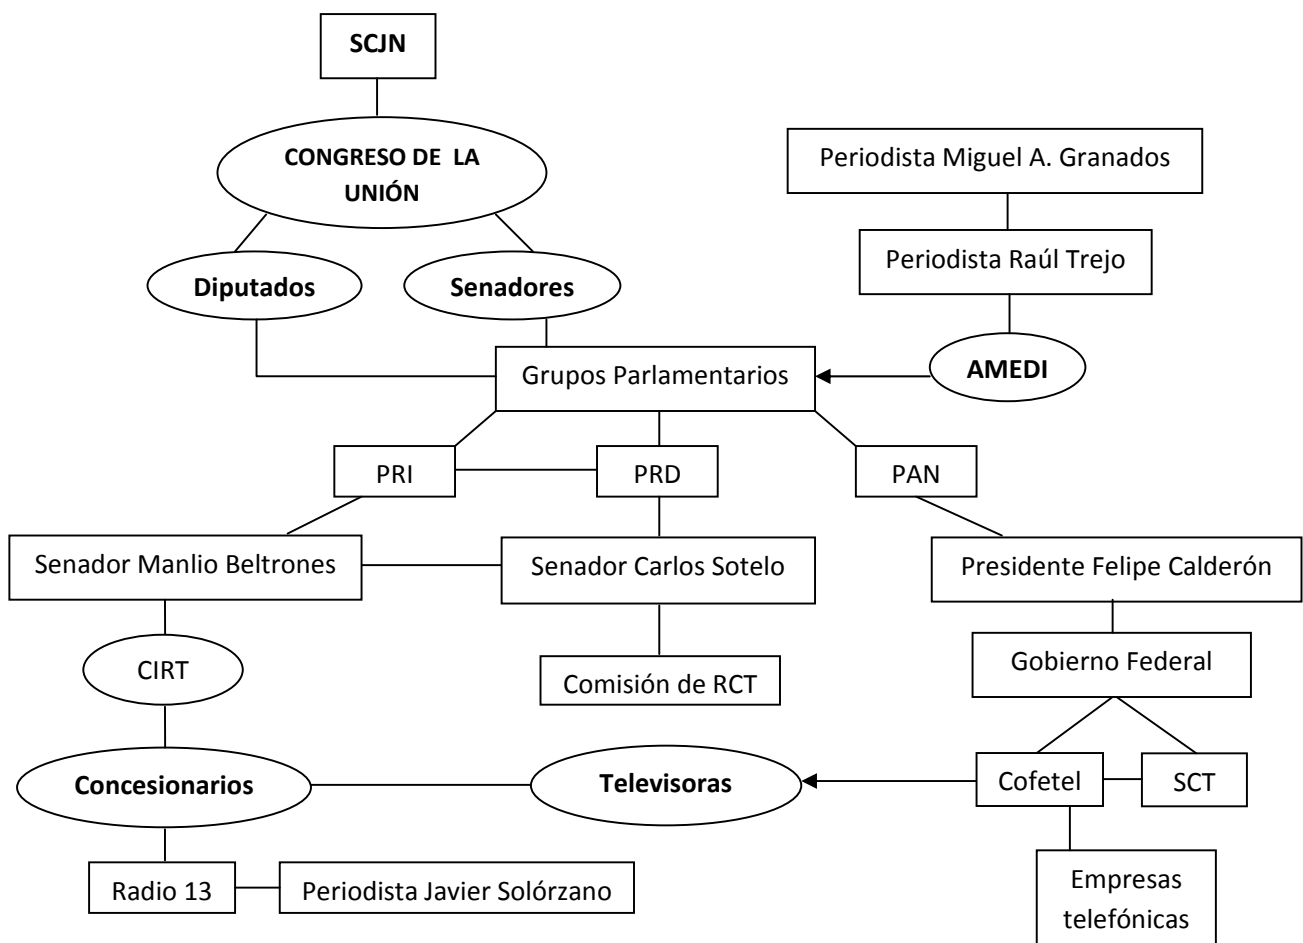 SCJN
CONGRESO DE LA
UNIÓN
Periodista Miguel A. Granados
Periodista Raúl Trejo
Diputados
Senadores
Grupos Parlamentarios
AMEDI
PRI
PRD
PAN
Senador Manlio Beltrones
Senador Carlos Sotelo
Presidente Felipe Calderón
CIRT
Comisión de RCT
Gobierno Federal
Concesionarios
Televisoras
Cofetel
SCT
Radio 13
Periodista Javier Solórzano
Empresas
telefónicas